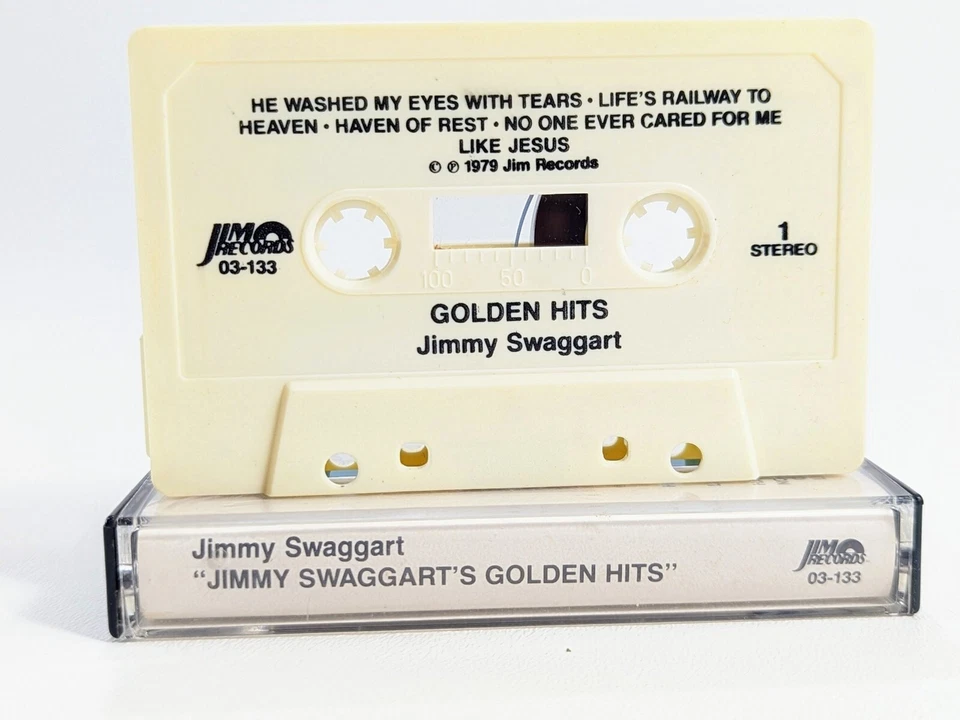 HE WASHED MY EYES WITH TEARS • LIFE'S RAILWAY TO
HEAVEN • HAVEN OF REST • NO ONE EVER CARED FOR ME
LIKE JESUS
© ℗ 1979 Jim Records
JIM RECORDS
03-133
1
STEREO
100 50 0
GOLDEN HITS
Jimmy Swaggart
Jimmy Swaggart
“JIMMY SWAGGART'S GOLDEN HITS”
JIM RECORDS
03-133